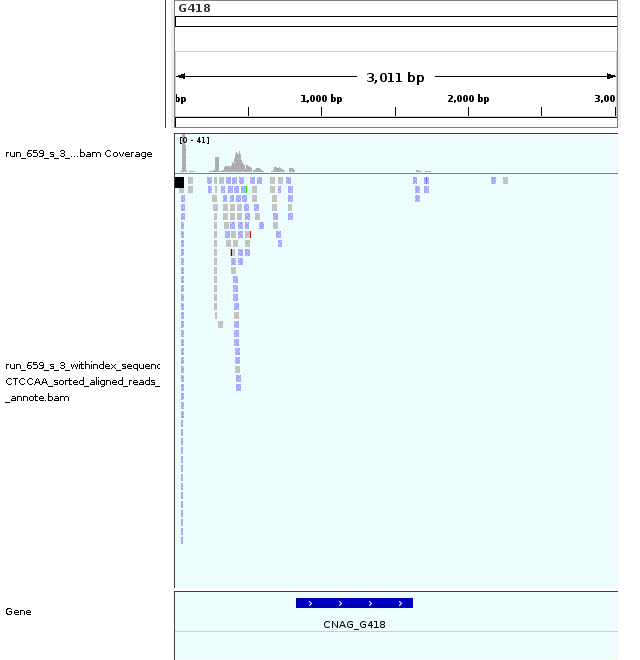 G418
3,011 bp
bp 1,000 bp 2,000 bp 3,00
[0 - 41]
run_659_s_3_...bam Coverage
run_659_s_3_withindex_sequenc
CTCCAA_sorted_aligned_reads_
_annote.bam
Gene
CNAG_G418